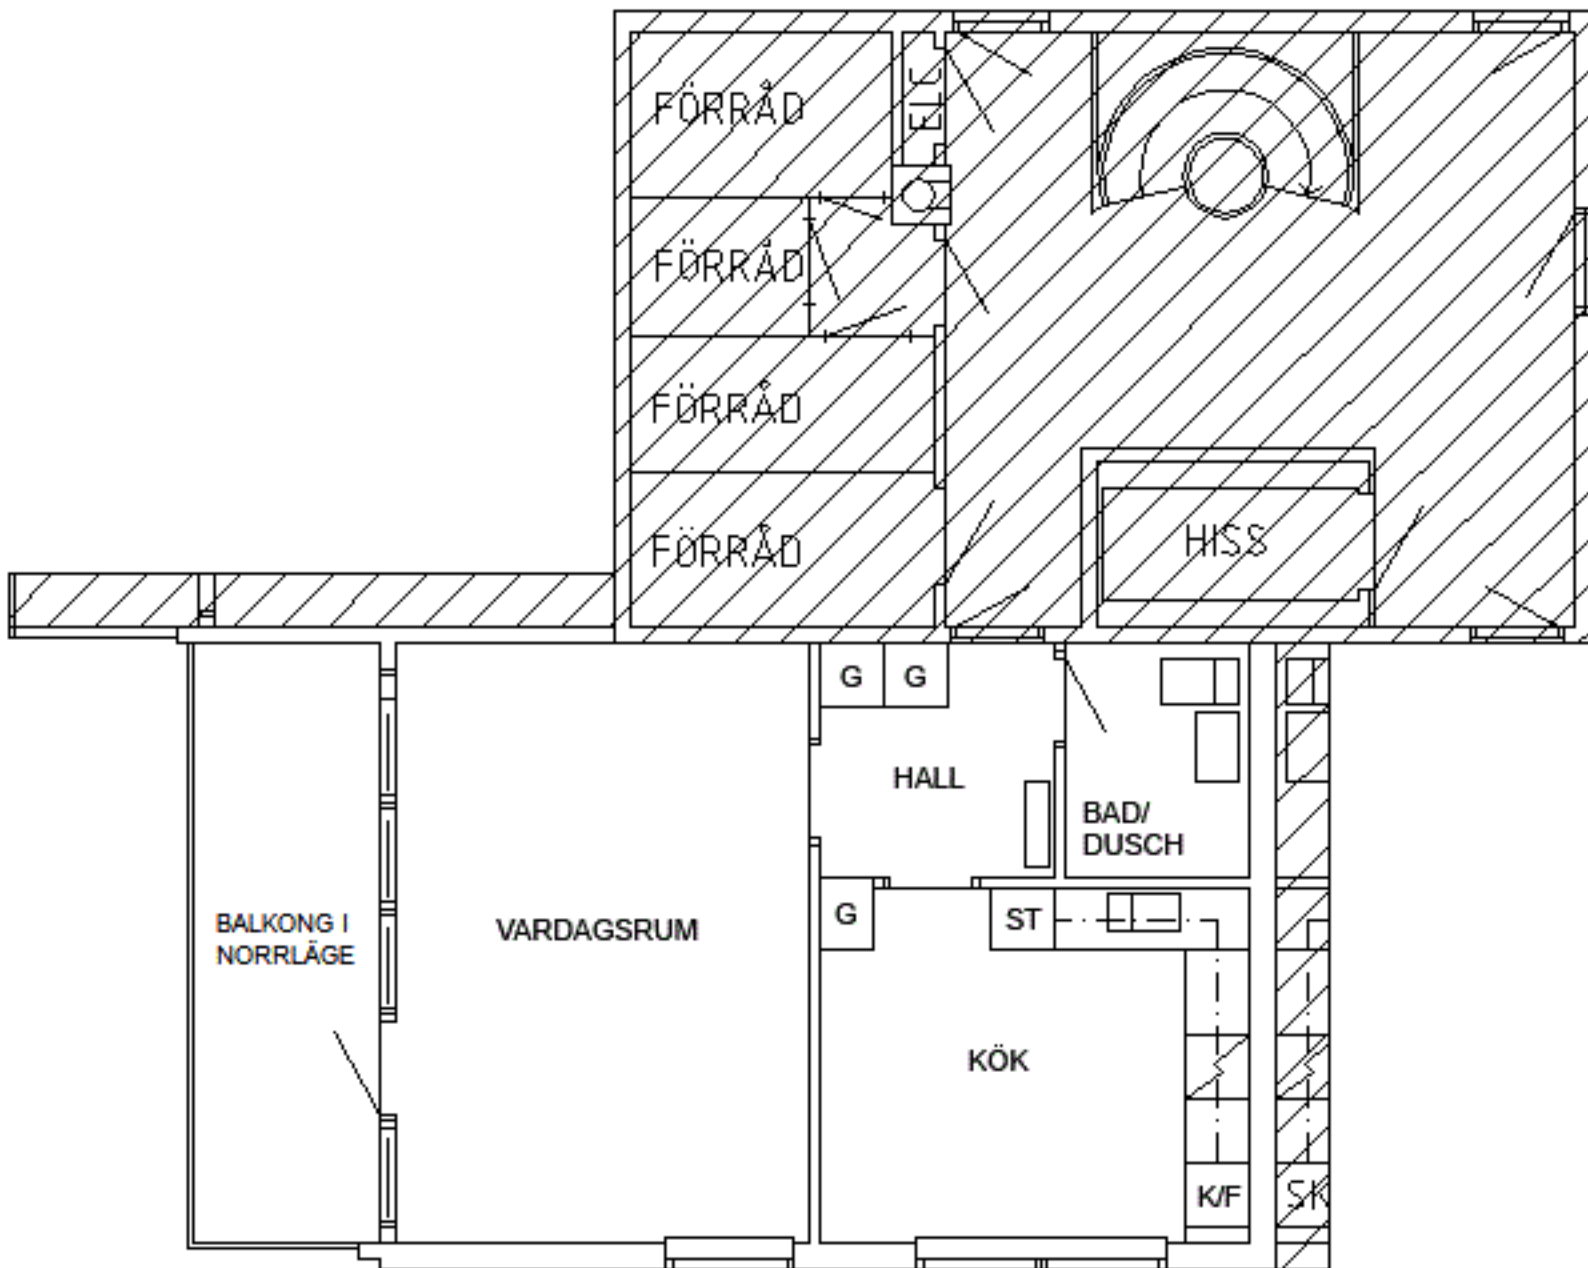 FÖRRÅD
ELC
FÖRRÅD
FÖRRÅD
FÖRRÅD
HISS
G
G
HALL
BAD/
DUSCH
G
ST
BALKONG I
NORRLÄGE
VARDAGSRUM
KÖK
K/F
SK